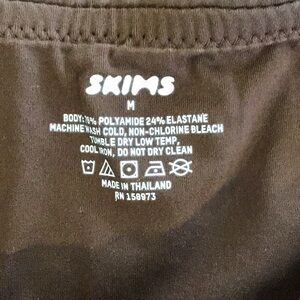 SKIMS
M
BODY: 76% POLYAMIDE 24% ELASTANE
MACHINE WASH COLD, NON-CHLORINE BLEACH
TUMBLE DRY LOW TEMP,
COOL IRON, DO NOT DRY CLEAN
MADE IN THAILAND
RN 158973